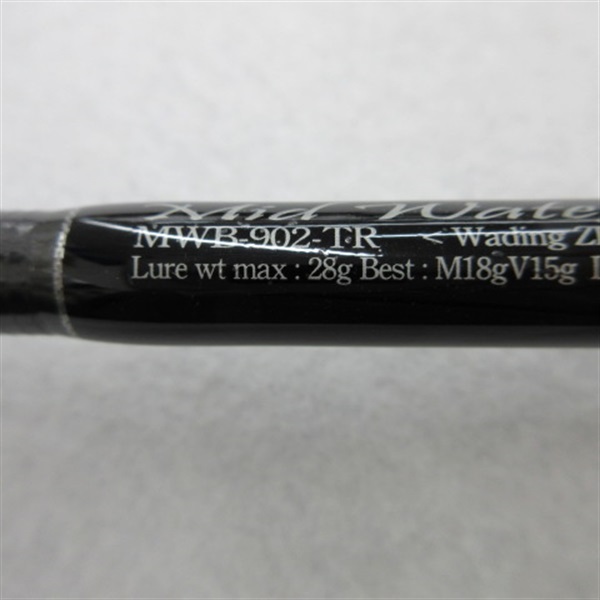 Mid Wate
MWB-902-TR < Wading Z
Lure wt max : 28g Best : M18gV15g